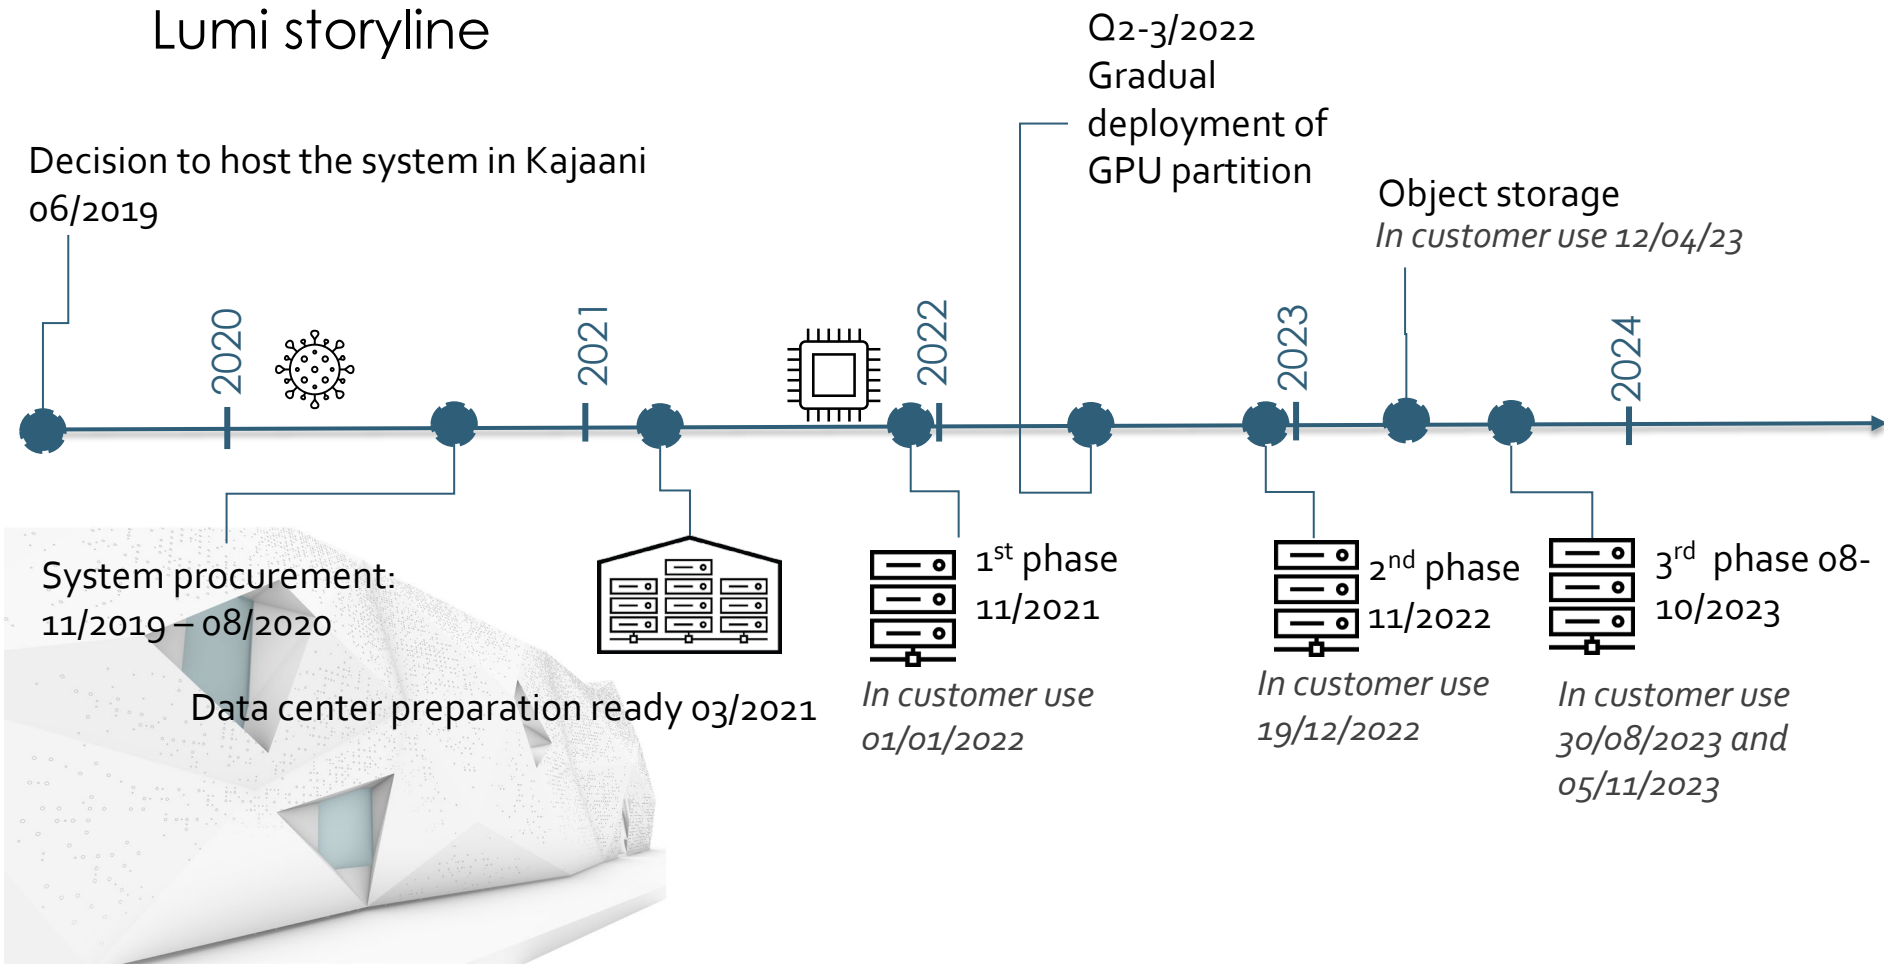 Lumi storyline
Decision to host the system in Kajaani
06/2019
Q2-3/2022
Gradual
deployment of
GPU partition
Object storage
In customer use 12/04/23
2020
2021
2022
2023
2024
System procurement:
11/2019 – 08/2020
Data center preparation ready 03/2021
1st phase
11/2021
In customer use
01/01/2022
2nd phase
11/2022
In customer use
19/12/2022
3rd phase 08-
10/2023
In customer use
30/08/2023 and
05/11/2023